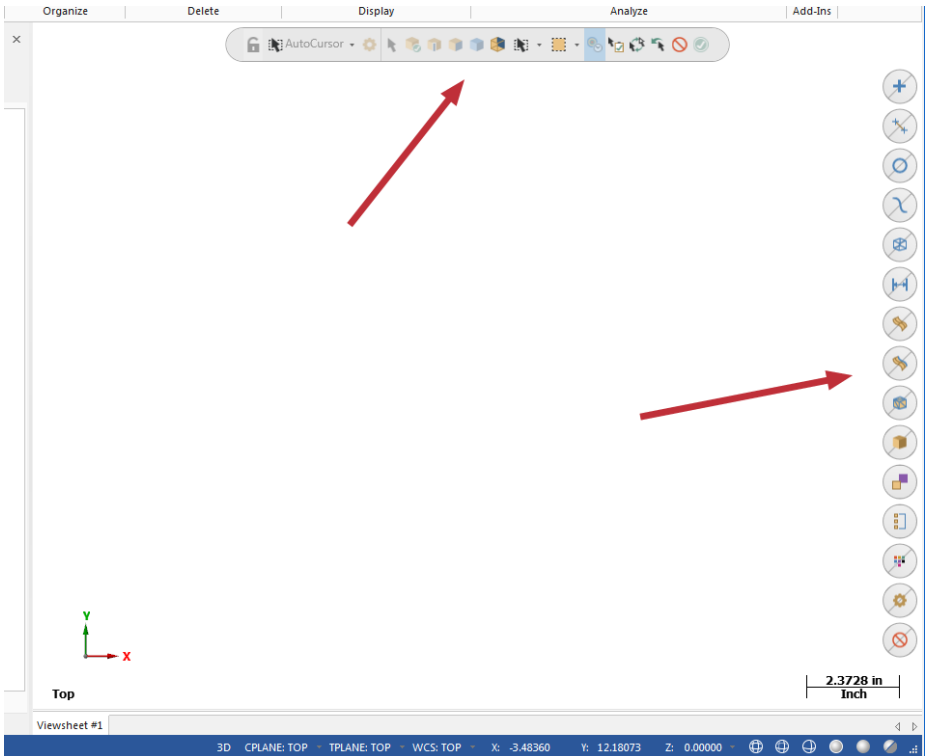 Organize Delete Display Analyze Add-Ins
AutoCursor
Y
X
2.3728 in
Inch
Top
Viewsheet #1
3D CPLANE: TOP TPLANE: TOP WCS: TOP X: -3.48360 Y: 12.18073 Z: 0.00000